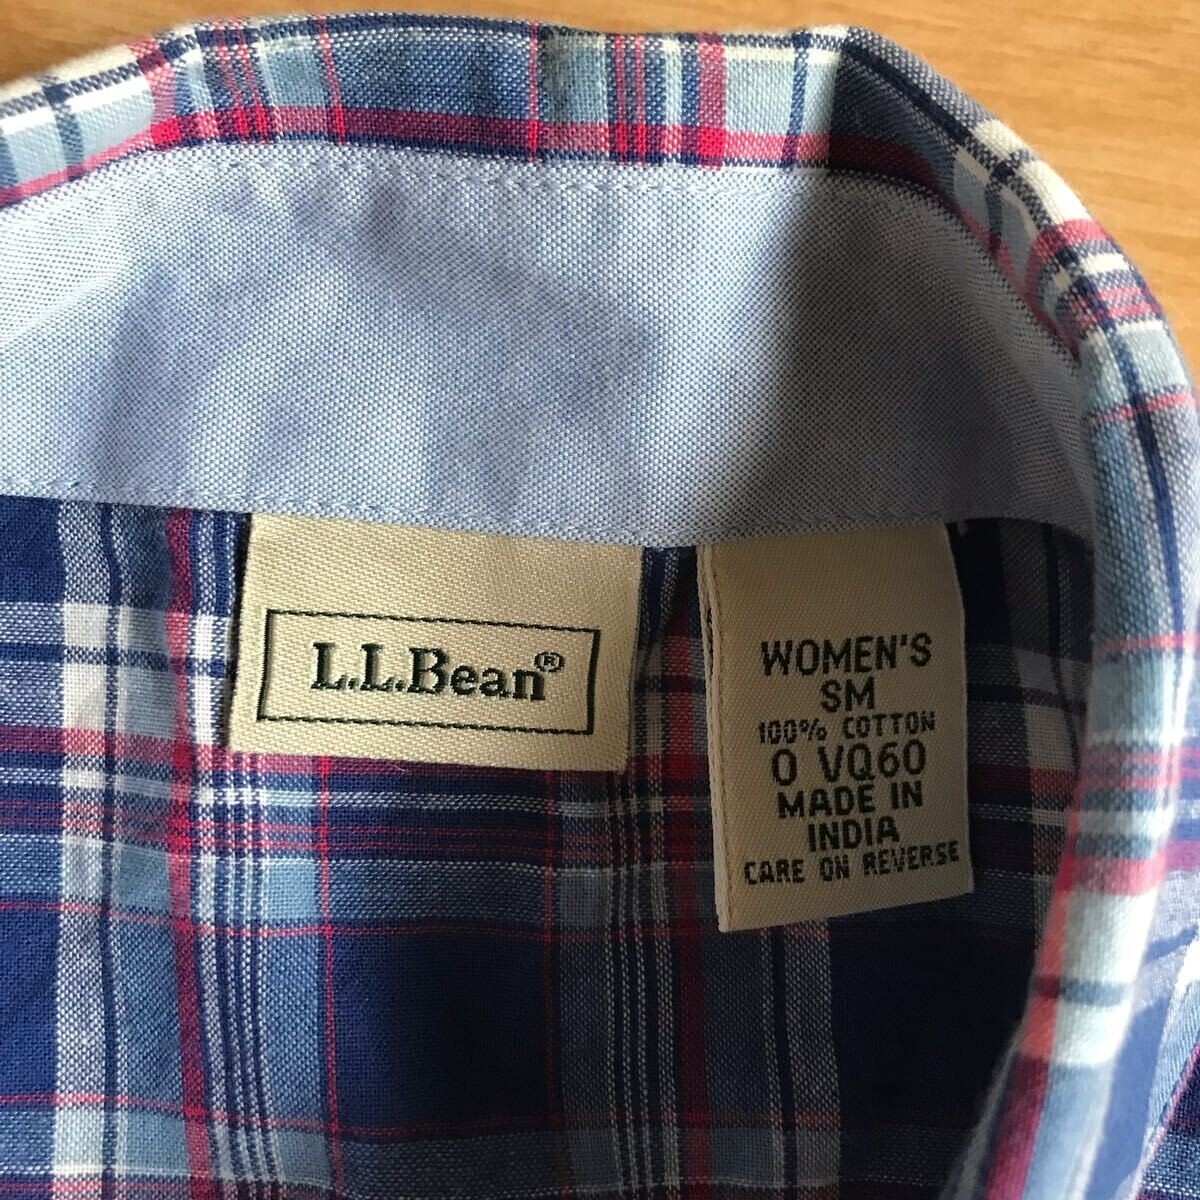 L.L.Bean®
WOMEN'S
SM
100% COTTON
0 VQ60
MADE IN
INDIA
CARE ON REVERSE